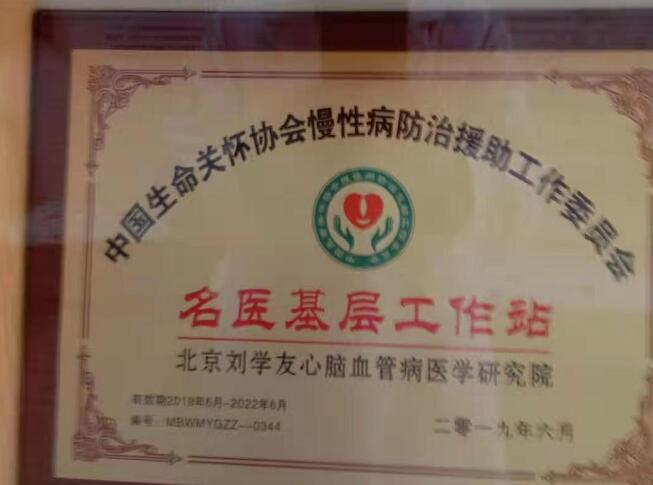 中国生命关怀协会慢性病防治援助工作委员会
名医基层工作站
北京刘学友心脑血管病医学研究院
有效期2019年6月-2022年6月
编号：MBWMYGZZ--0344
二零一九年六月